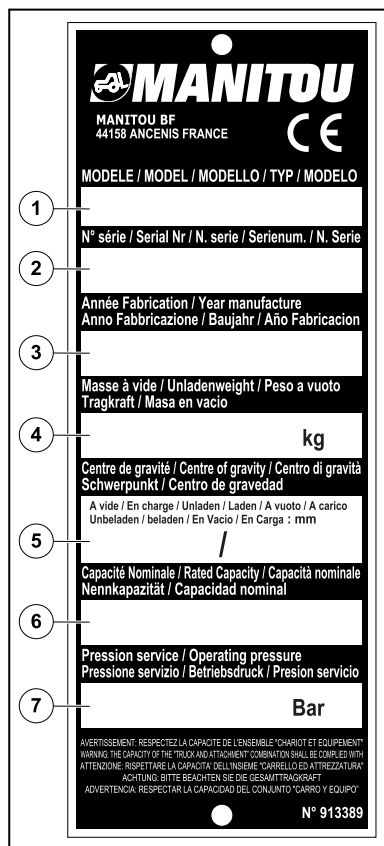 MANITOU
MANITOU BF
44158 ANCENIS FRANCE
CE
MODELE / MODEL / MODELLO / TYP / MODELO
1
N° série / Serial Nr / N. serie / Serienum. / N. Serie
2
Année Fabrication / Year manufacture
Anno Fabbricazione / Baujahr / Año Fabricacion
3
Masse à vide / Unladenweight / Peso a vuoto
Tragkraft / Masa en vacio
4 kg
Centre de gravité / Centre of gravity / Centro di gravità
Schwerpunkt / Centro de gravedad
A vide / En charge / Unladen / Laden / A vuoto / A carico
Unbeladen / beladen / En Vacio / En Carga : mm
5 /
Capacité Nominale / Rated Capacity / Capacità nominale
Nennkapazität / Capacidad nominal
6
Pression service / Operating pressure
Pressione servizio / Betriebsdruck / Presion servicio
7 Bar
AVERTISSEMENT: RESPECTEZ LA CAPACITE DE L'ENSEMBLE "CHARIOT ET EQUIPEMENT"
WARNING: THE CAPACITY OF THE "TRUCK AND ATTACHMENT" COMBINATION SHALL BE COMPLIED WITH
ATTENZIONE: RISPETTARE LA CAPACITA' DELL'INSIEME "CARRELLO ED ATTREZZATURA"
ACHTUNG: BITTE BEACHTEN SIE DIE GESAMTTRAGKRAFT
ADVERTENCIA: RESPECTAR LA CAPACIDAD DEL CONJUNTO "CARRO Y EQUIPO"
N° 913389